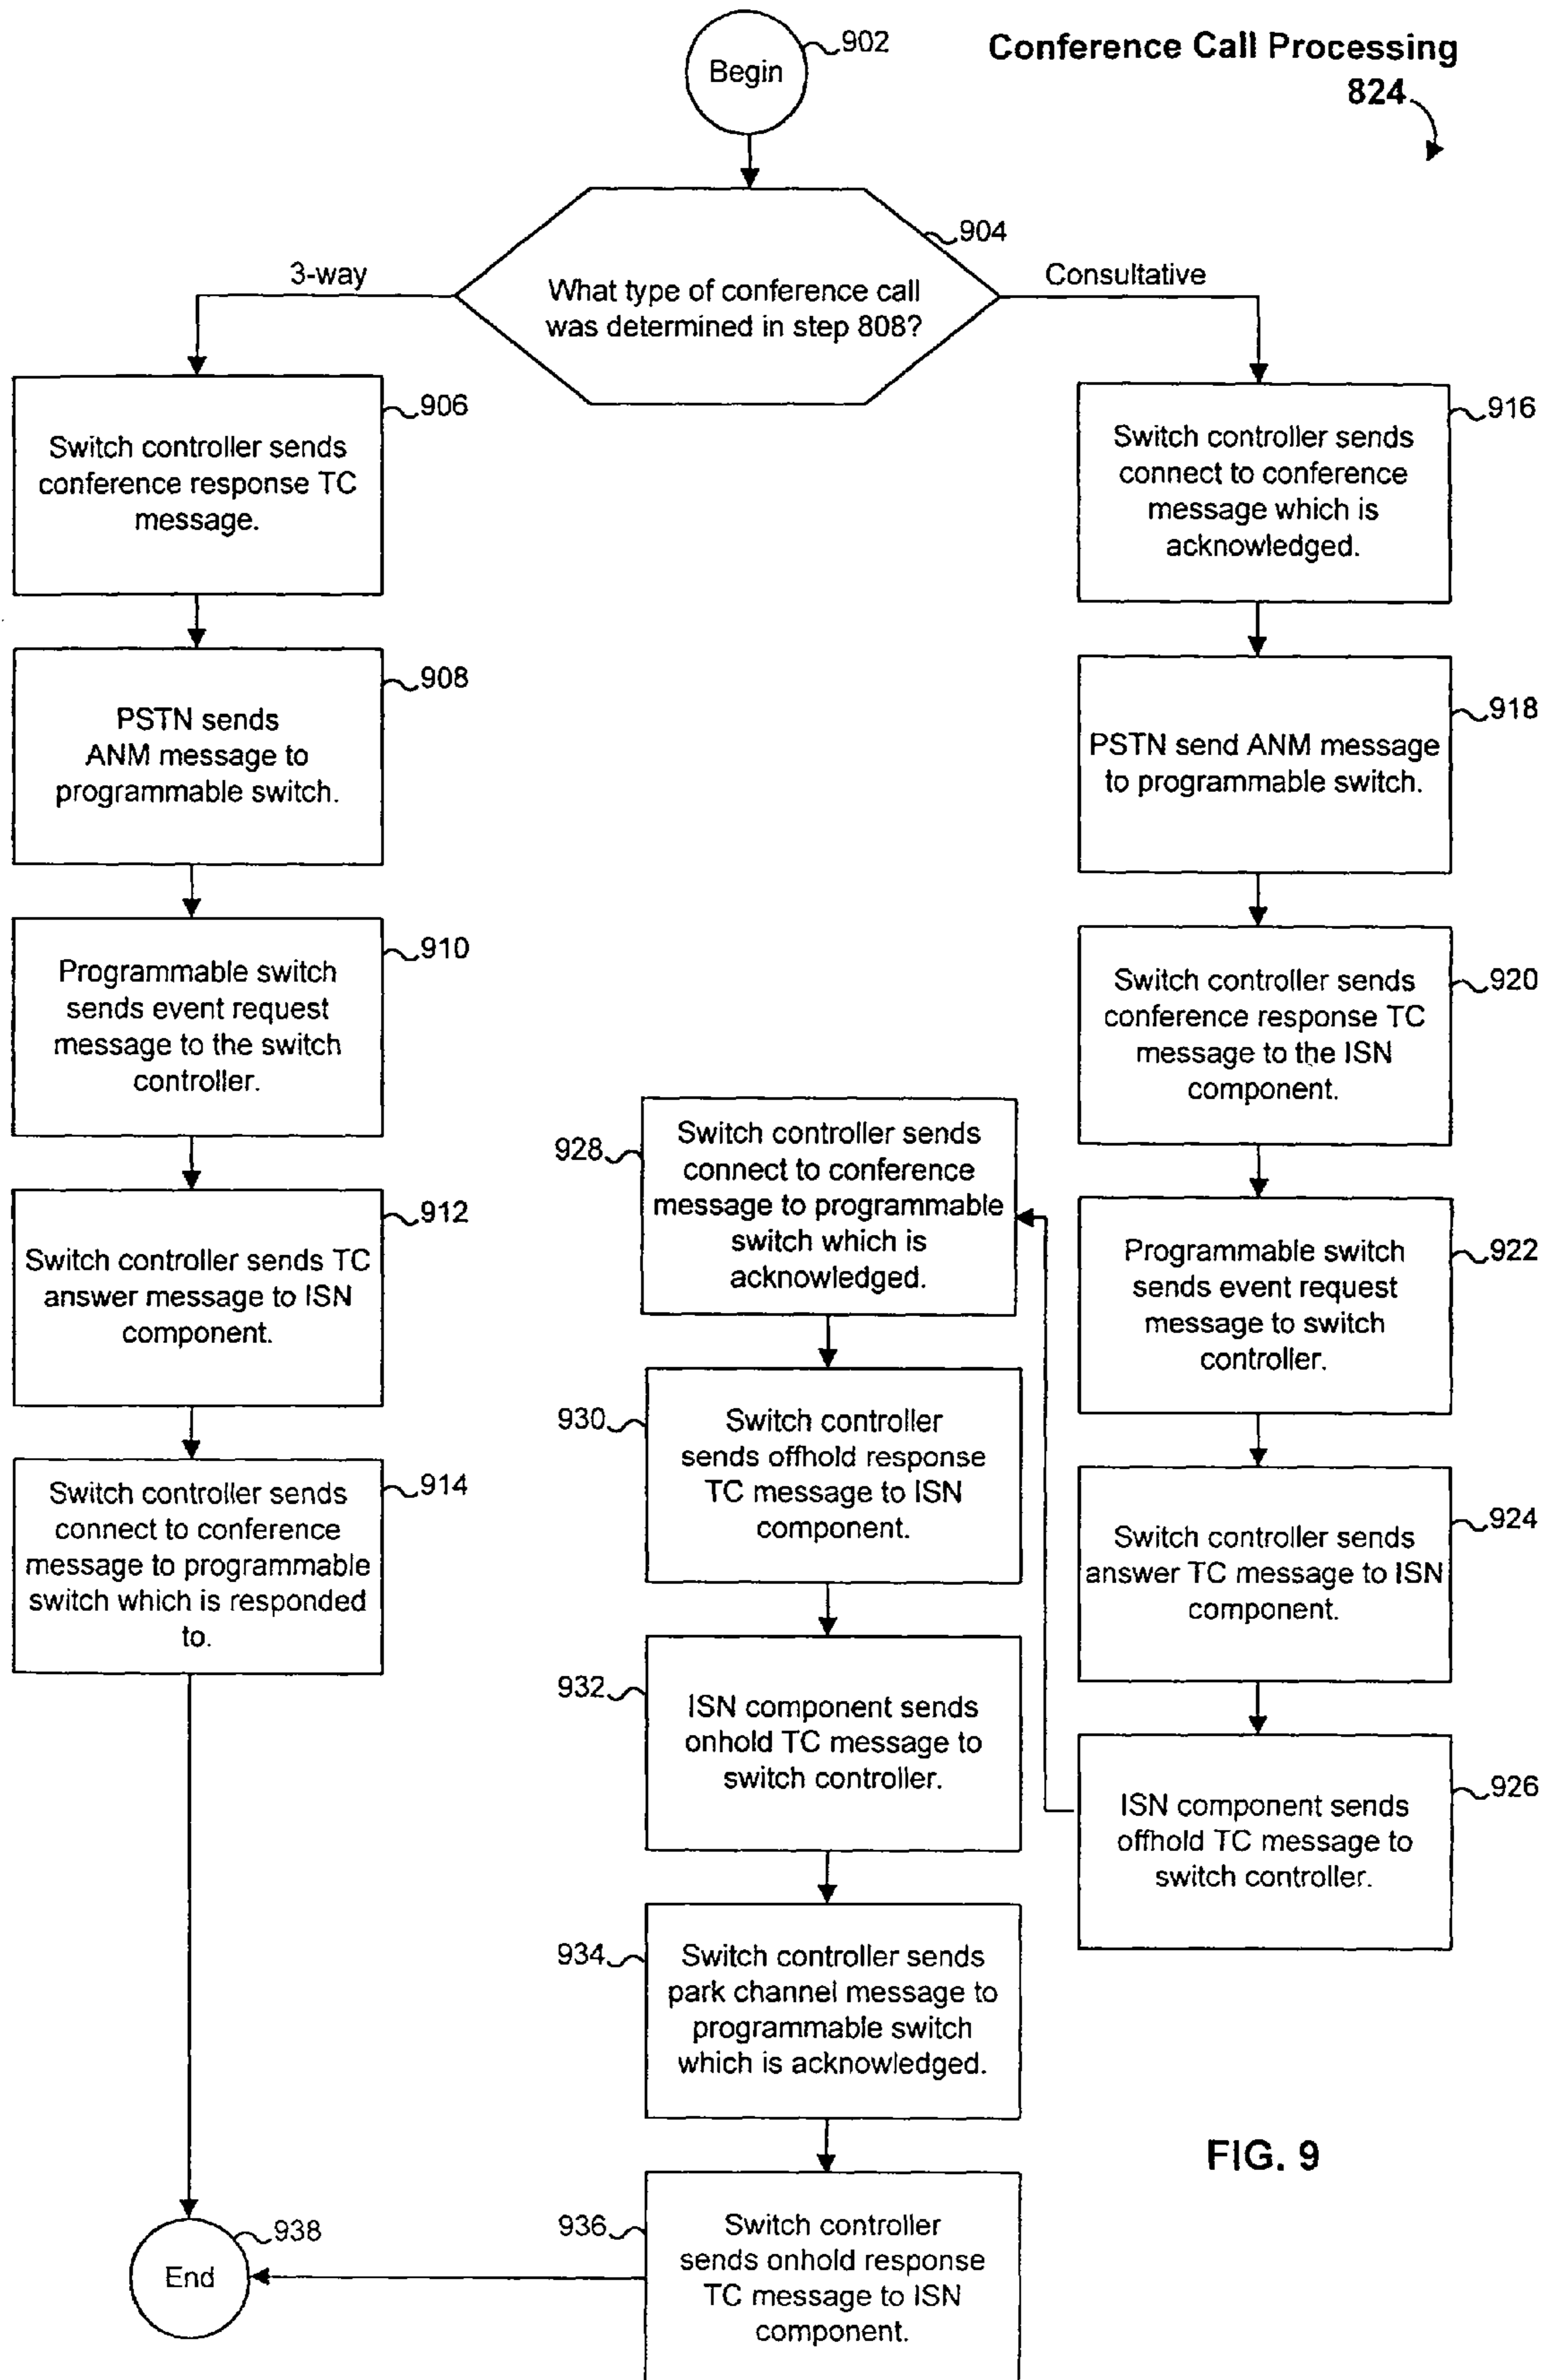 902
Begin
Conference Call Processing
824
904
3-way
Consultative
What type of conference call
was determined in step 808?
906
Switch controller sends
conference response TC
message.
908
PSTN sends
ANM message to
programmable switch.
910
Programmable switch
sends event request
message to the switch
controller.
912
Switch controller sends TC
answer message to ISN
component.
914
Switch controller sends
connect to conference
message to programmable
switch which is responded
to.
916
Switch controller sends
connect to conference
message which is
acknowledged.
918
PSTN send ANM message
to programmable switch.
920
Switch controller sends
conference response TC
message to the ISN
component.
922
Programmable switch
sends event request
message to switch
controller.
924
Switch controller sends
answer TC message to ISN
component.
926
ISN component sends
offhold TC message to
switch controller.
928
Switch controller sends
connect to conference
message to programmable
switch which is
acknowledged.
930
Switch controller
sends offhold response
TC message to ISN
component.
932
ISN component sends
onhold TC message to
switch controller.
934
Switch controller sends
park channel message to
programmable switch
which is acknowledged.
936
Switch controller
sends onhold response
TC message to ISN
component.
938
End
FIG. 9